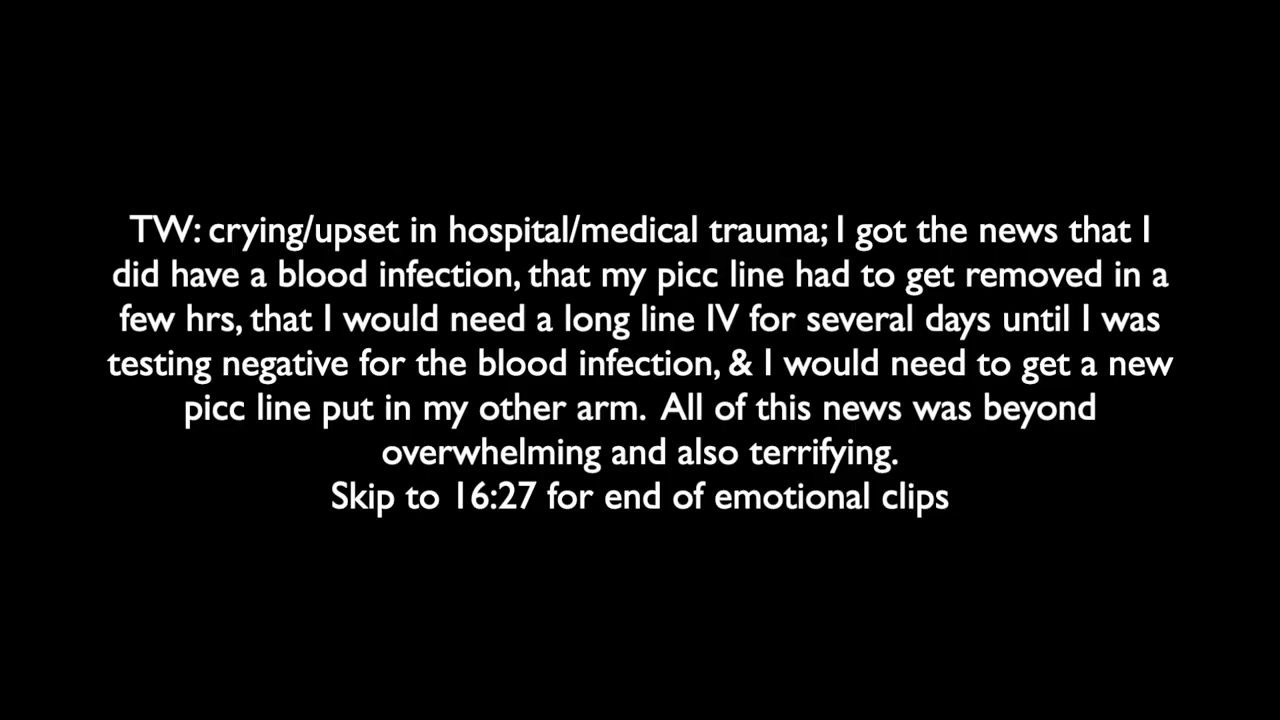 TW: crying/upset in hospital/medical trauma; I got the news that I
did have a blood infection, that my picc line had to get removed in a
few hrs, that I would need a long line IV for several days until I was
testing negative for the blood infection, & I would need to get a new
picc line put in my other arm.  All of this news was beyond
overwhelming and also terrifying.
Skip to 16:27 for end of emotional clips